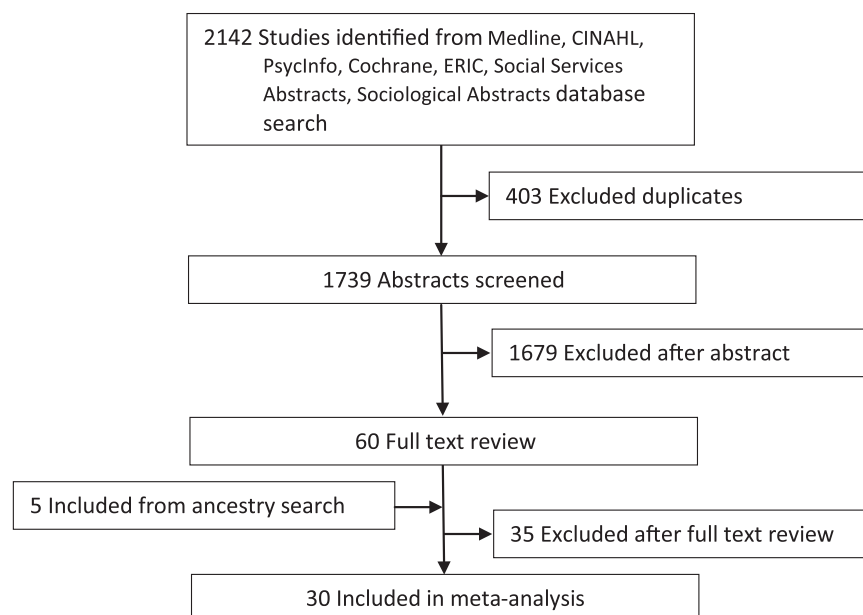 2142 Studies identified from Medline, CINAHL,
PsycInfo, Cochrane, ERIC, Social Services
Abstracts, Sociological Abstracts database
search
403 Excluded duplicates
1739 Abstracts screened
1679 Excluded after abstract
60 Full text review
5 Included from ancestry search
35 Excluded after full text review
30 Included in meta-analysis